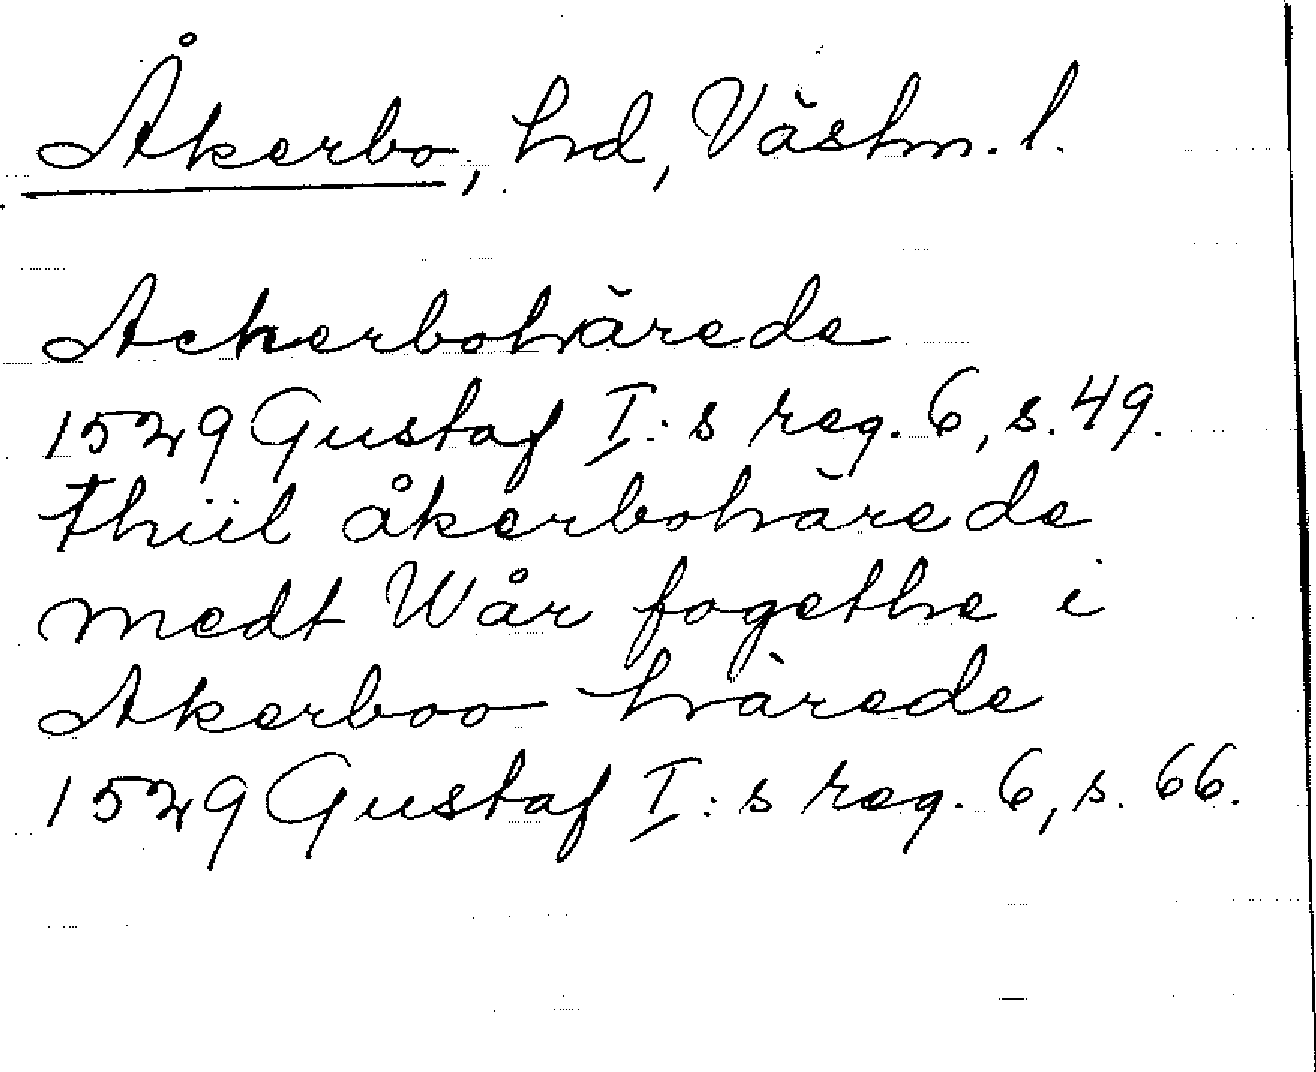 Åkerbo, hd, Västm. l.
Ackerbohärede
1529 Gustaf I:s reg. 6, s. 49.
thiil åkerbohärede
medt Wår fogethe i
Akerboo härede
1529 Gustaf I:s reg. 6, s. 66.